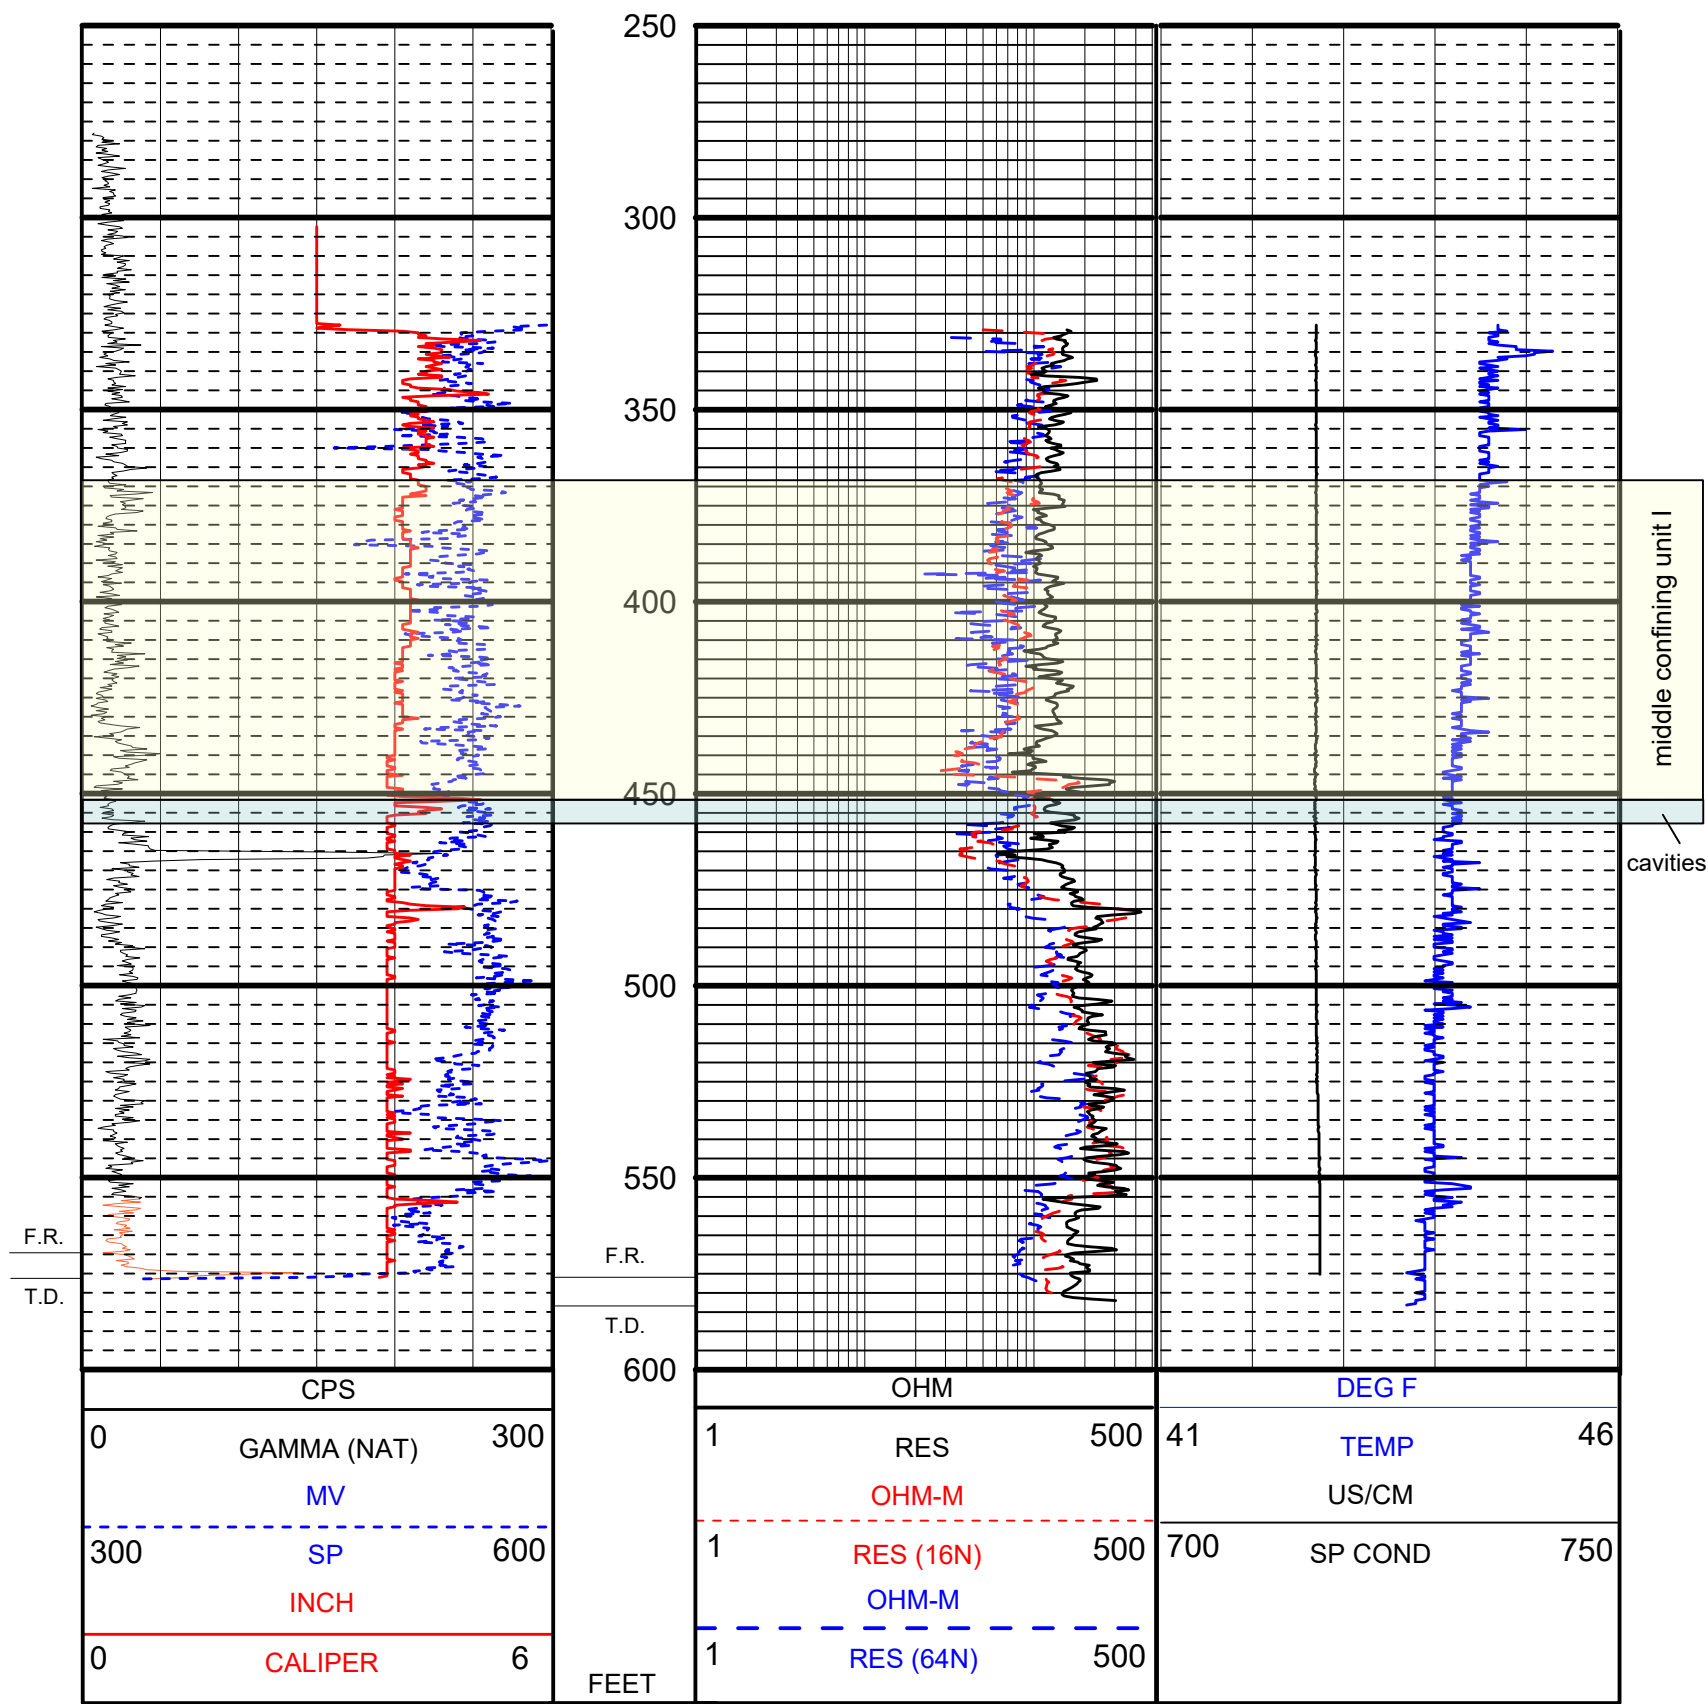 250
300
350
400
450
500
550
600
middle confining unit I
cavities
F.R.
T.D.
F.R.
T.D.
CPS
0 GAMMA (NAT) 300
MV
300 SP 600
INCH
0 CALIPER 6
FEET
OHM
1 RES 500
OHM-M
1 RES (16N) 500
OHM-M
1 RES (64N) 500
DEG F
41 TEMP 46
US/CM
700 SP COND 750